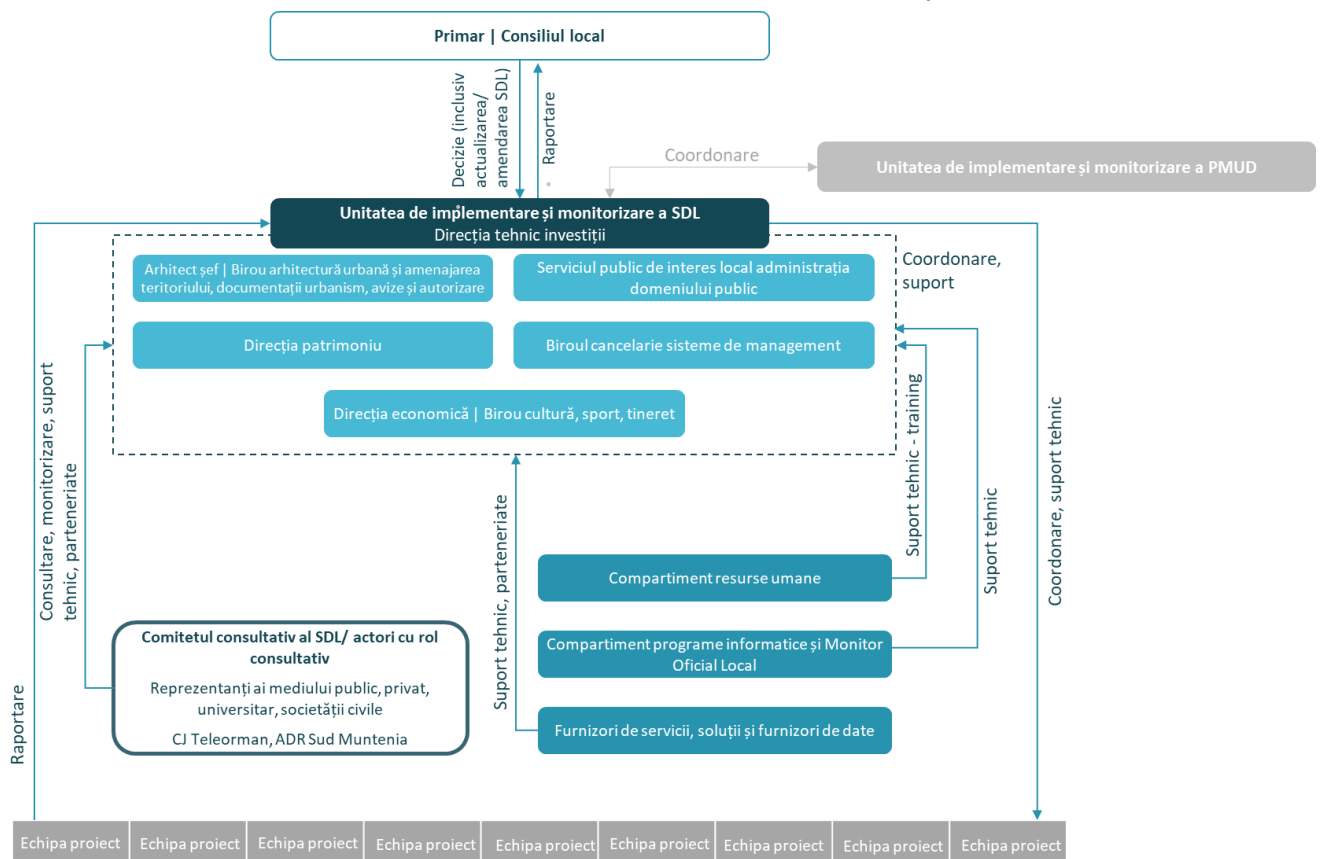 Primar | Consiliul local
Decizie (inclusiv
actualizarea/
amendarea SDL)
Raportare
Coordonare
Unitatea de implementare și monitorizare a PMUD
Unitatea de implementare și monitorizare a SDL
Direcția tehnic investiții
Arhitect șef | Birou arhitectură urbană și amenajarea
teritoriului, documentații urbanism, avize și autorizare
Serviciul public de interes local administrația
domeniului public
Coordonare,
suport
Direcția patrimoniu
Biroul cancelarie sisteme de management
Direcția economică | Birou cultură, sport, tineret
Consultare, monitorizare, suport
tehnic, parteneriate
Suport tehnic, parteneriate
Suport tehnic - training
Suport tehnic
Coordonare, suport tehnic
Compartiment resurse umane
Compartiment programe informatice și Monitor
Oficial Local
Furnizori de servicii, soluții și furnizori de date
Comitetul consultativ al SDL/ actori cu rol
consultativ
Reprezentanți ai mediului public, privat,
universitar, societății civile
CJ Teleorman, ADR Sud Muntenia
Raportare
Echipa proiect
Echipa proiect
Echipa proiect
Echipa proiect
Echipa proiect
Echipa proiect
Echipa proiect
Echipa proiect
Echipa proiect